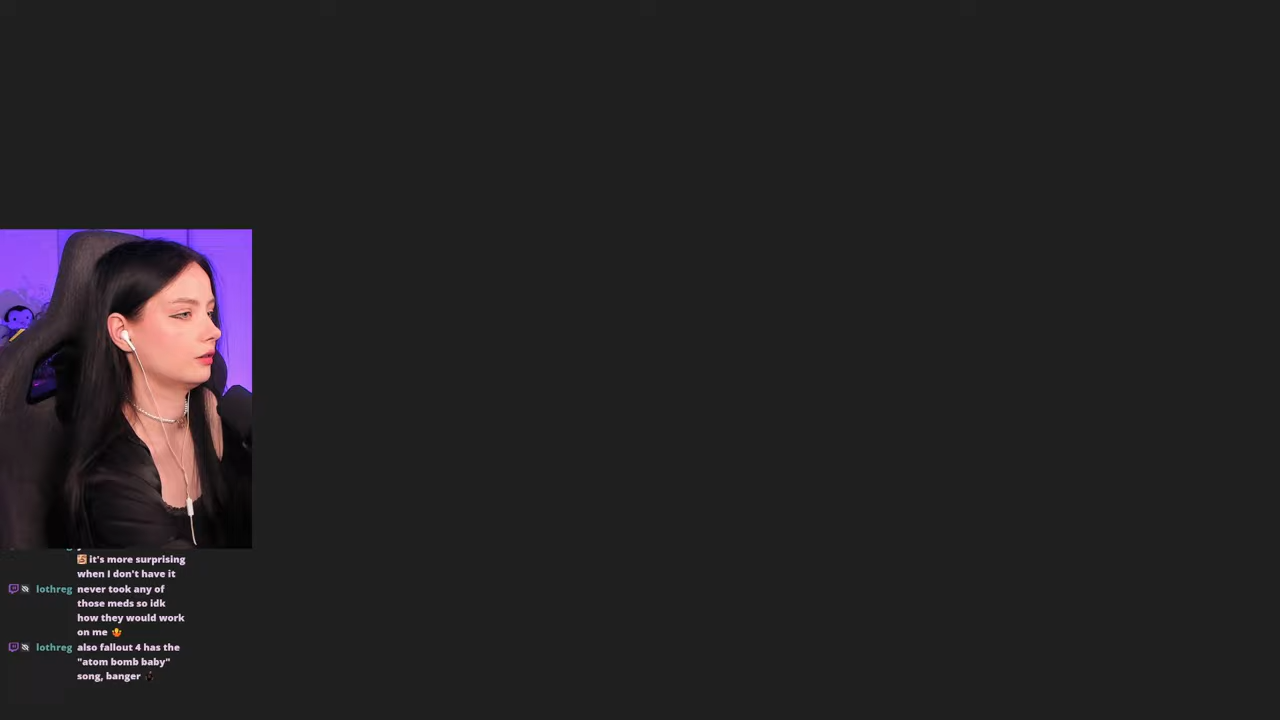 it's more surprising
when I don't have it
lothreg never took any of
those meds so idk
how they would work
on me
lothreg also fallout 4 has the
"atom bomb baby"
song, banger